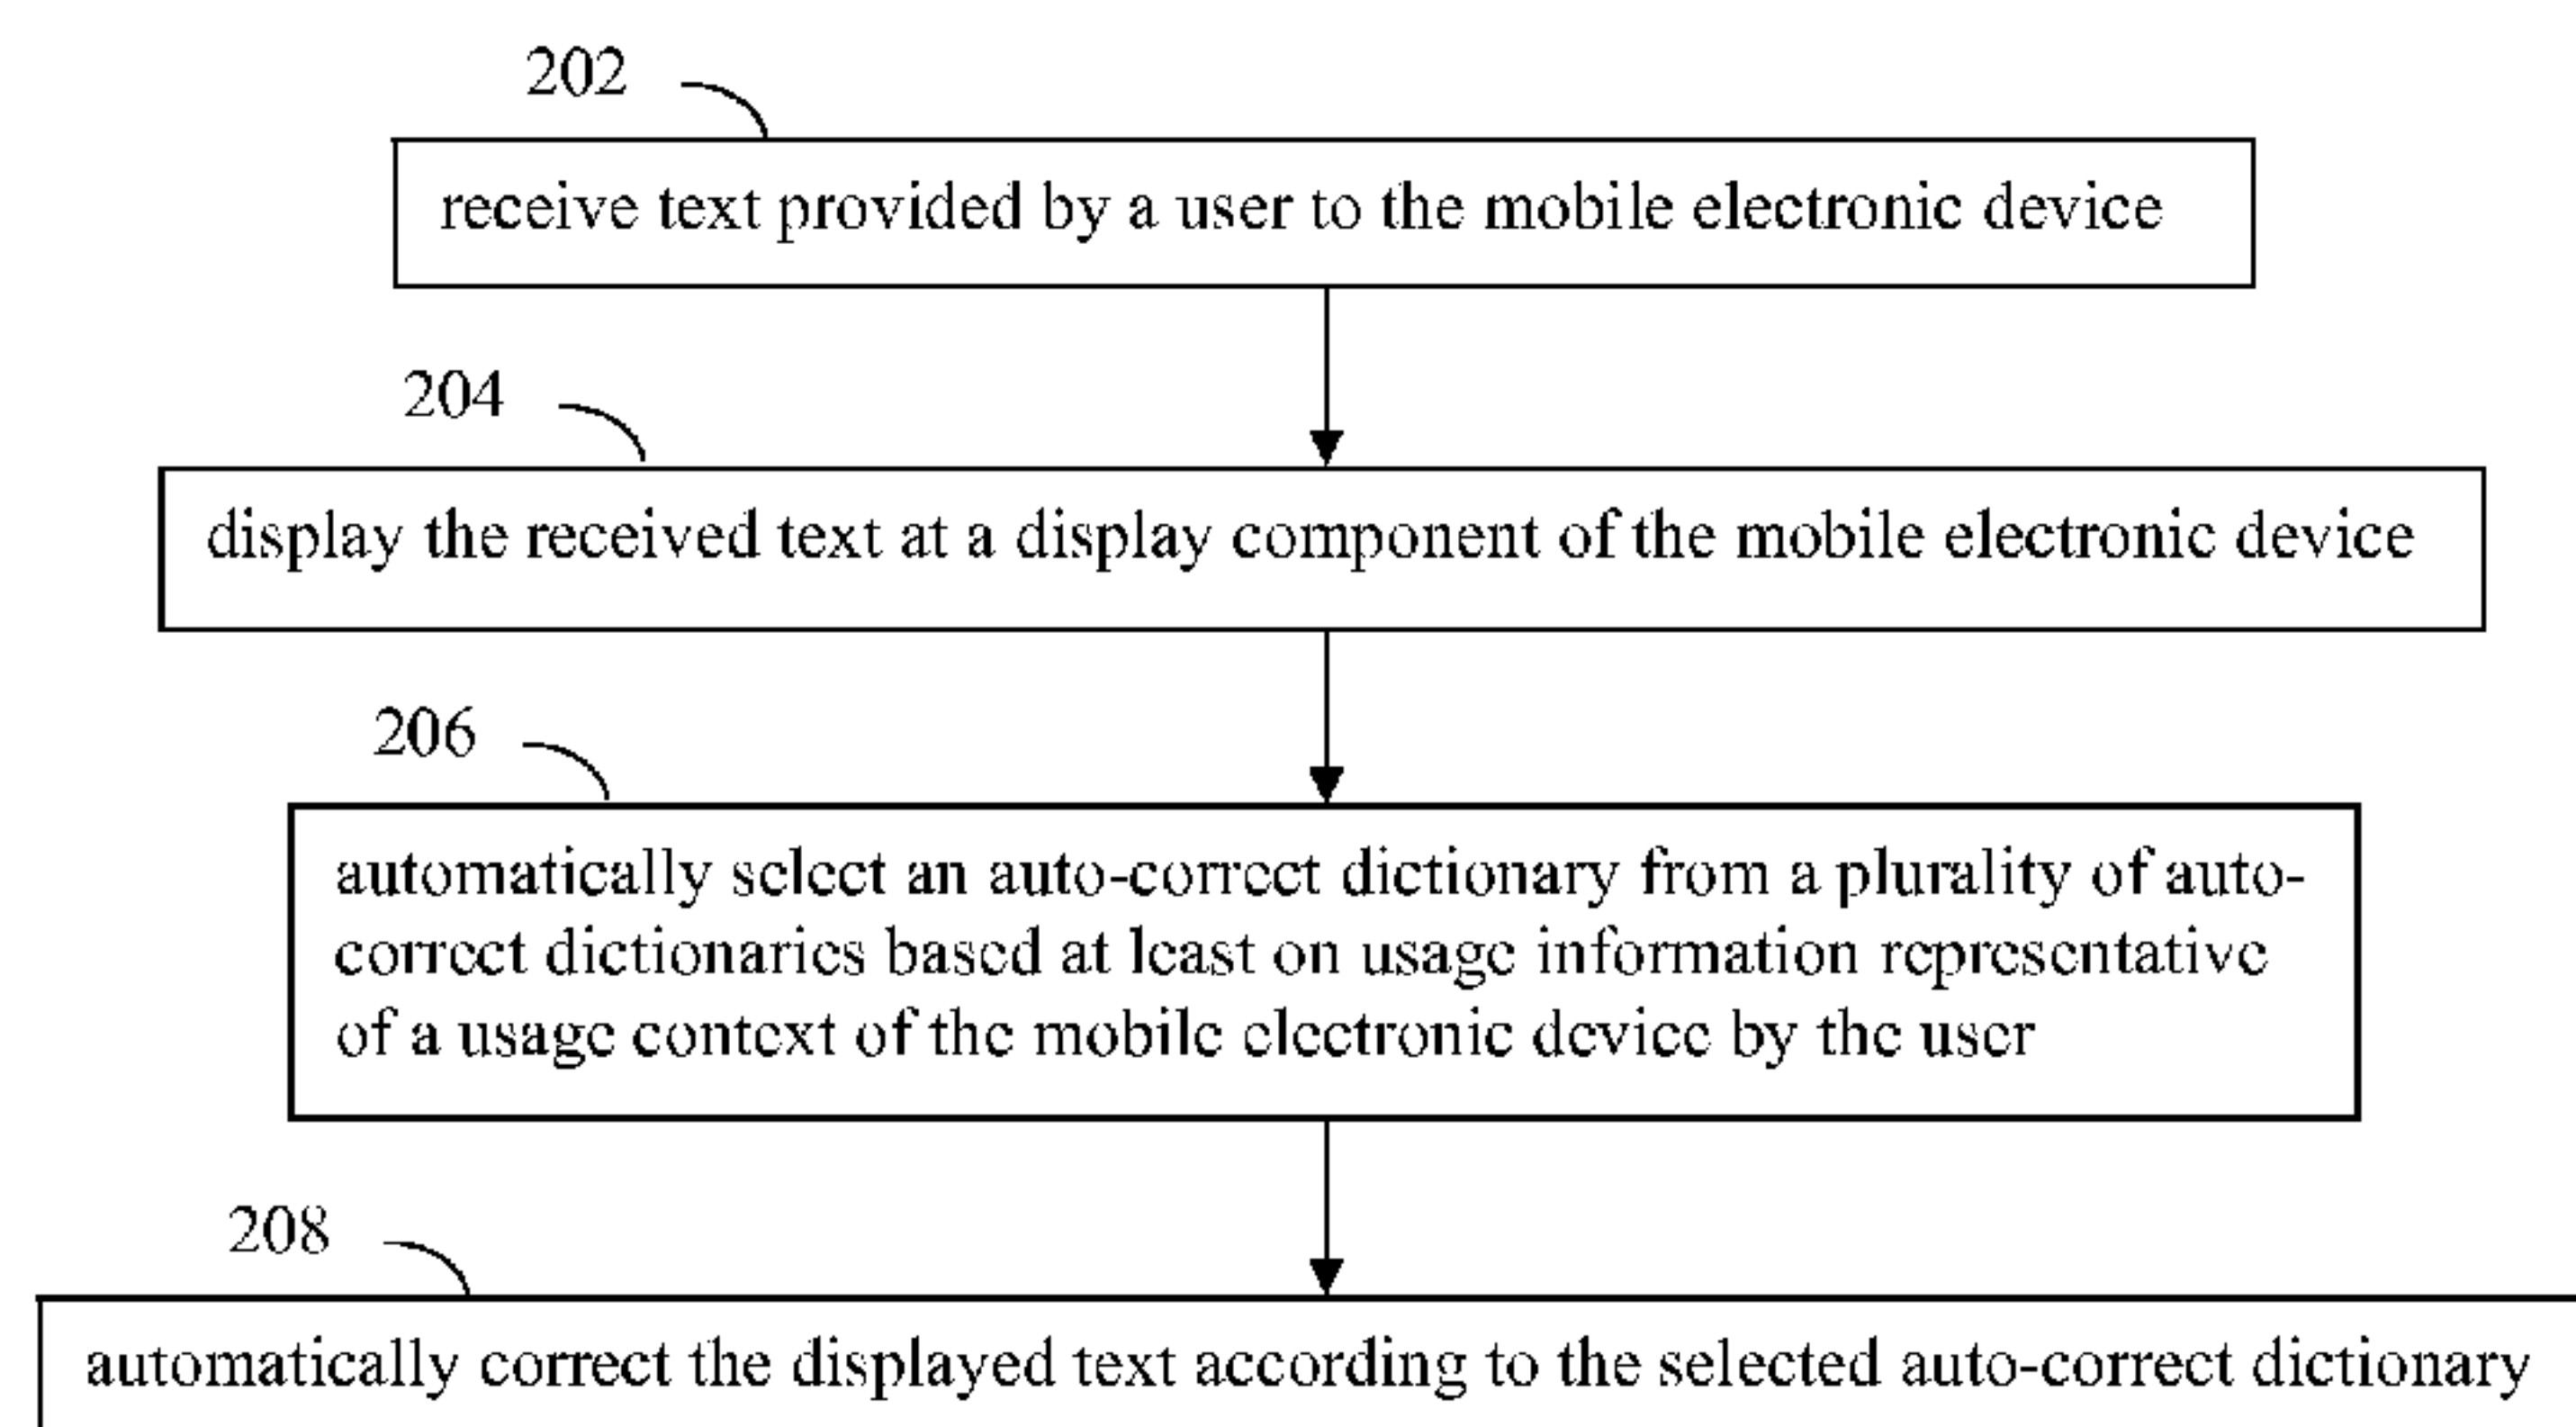 202
receive text provided by a user to the mobile electronic device
204
display the received text at a display component of the mobile electronic device
206
automatically select an auto-correct dictionary from a plurality of auto-
correct dictionaries based at least on usage information representative
of a usage context of the mobile electronic device by the user
208
automatically correct the displayed text according to the selected auto-correct dictionary